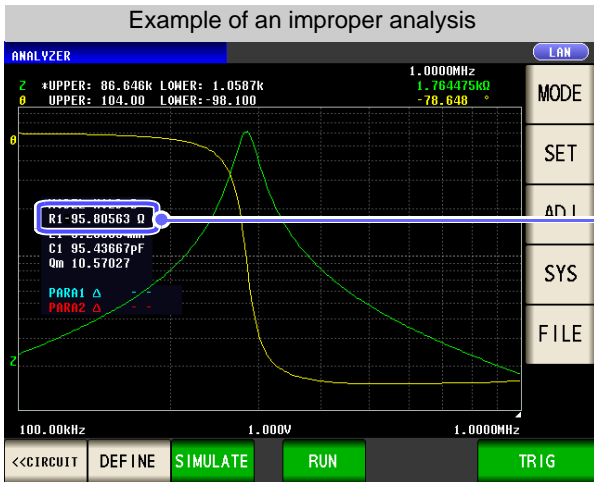 Example of an improper analysis
ANALYZER
LAN
1.0000MHz
Z *UPPER: 86.646k LOWER: 1.0587k 1.764475kΩ
θ UPPER: 104.00 LOWER:-98.100 -78.648 °
MODE
SET
SYS
FILE
θ
R1-95.80563 Ω
C1 95.43667pF
Qm 10.57027
PARA1 Δ - -
PARA2 Δ - -
Z
100.00kHz 1.000V 1.0000MHz
<<CIRCUIT DEFINE SIMULATE RUN TRIG